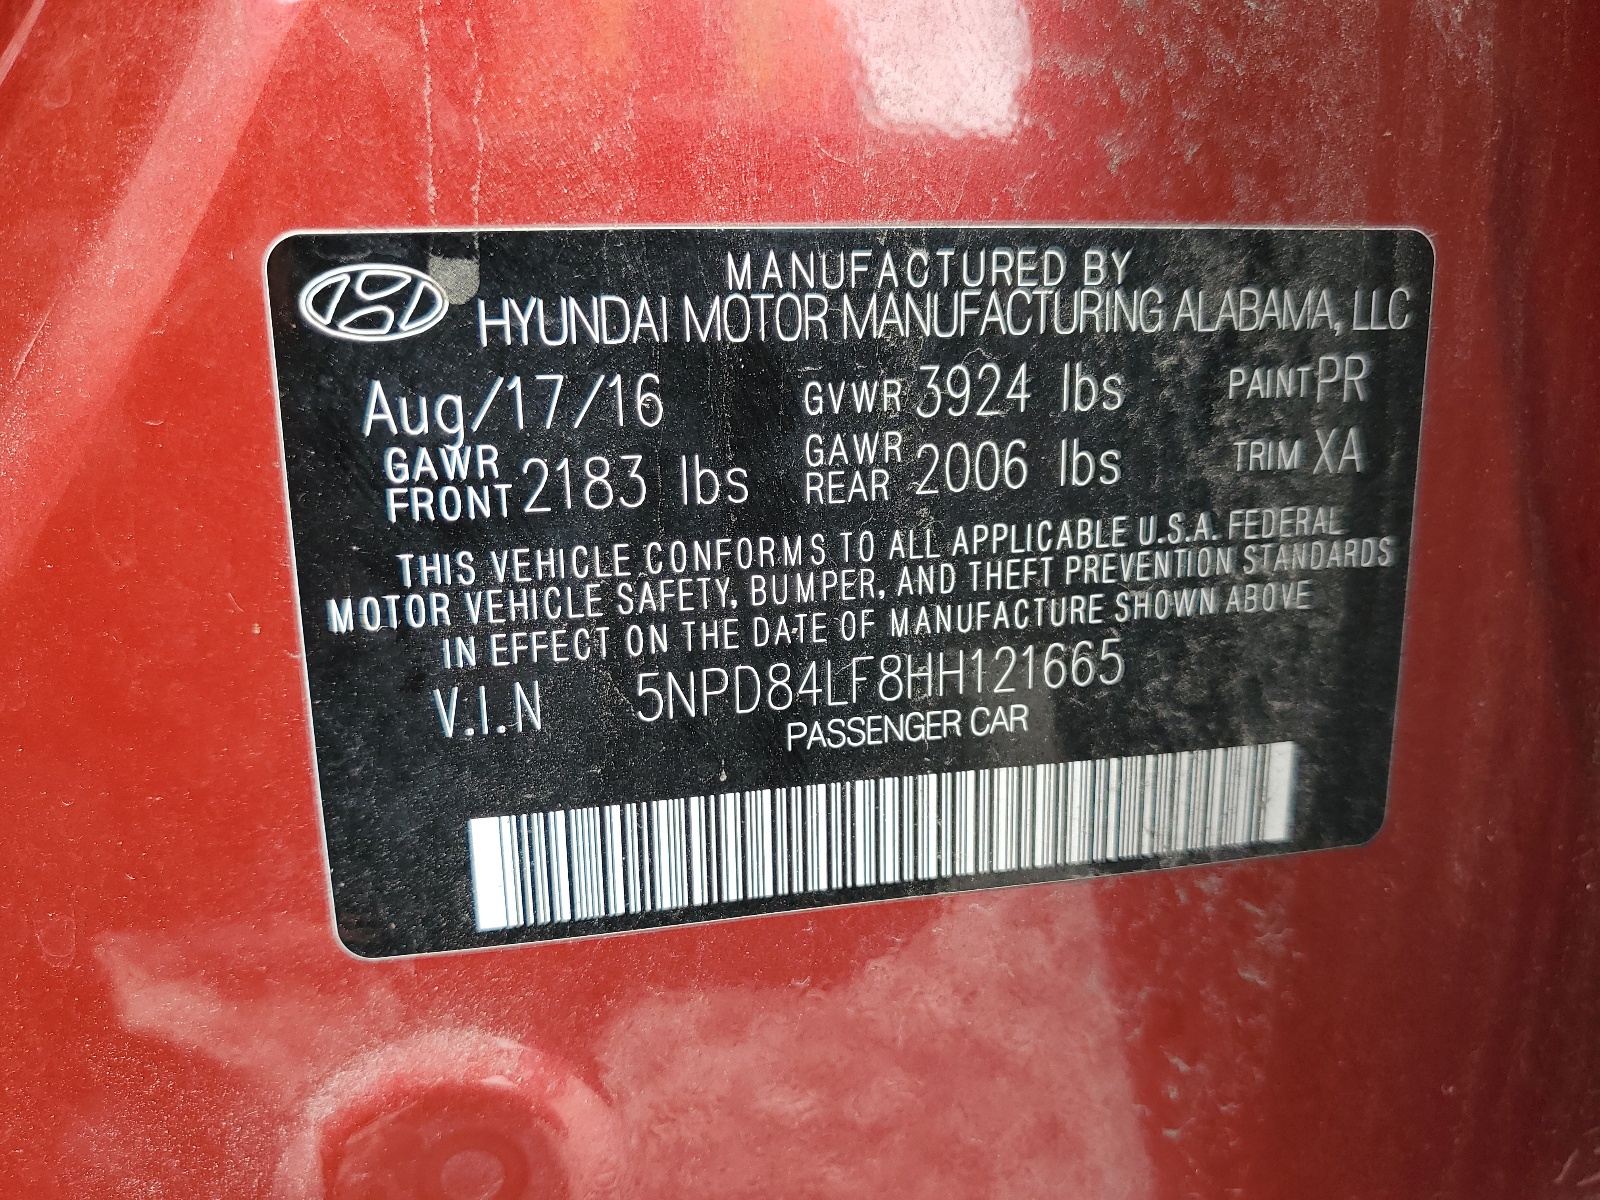 MANUFACTURED BY
HYUNDAI MOTOR MANUFACTURING ALABAMA, LLC
Aug/17/16 GVWR 3924 lbs PAINT PR
GAWR FRONT 2183 lbs GAWR REAR 2006 lbs TRIM XA
THIS VEHICLE CONFORMS TO ALL APPLICABLE U.S.A. FEDERAL
MOTOR VEHICLE SAFETY, BUMPER, AND THEFT PREVENTION STANDARDS
IN EFFECT ON THE DATE OF MANUFACTURE SHOWN ABOVE
V.I.N 5NPD84LF8HH121665
PASSENGER CAR